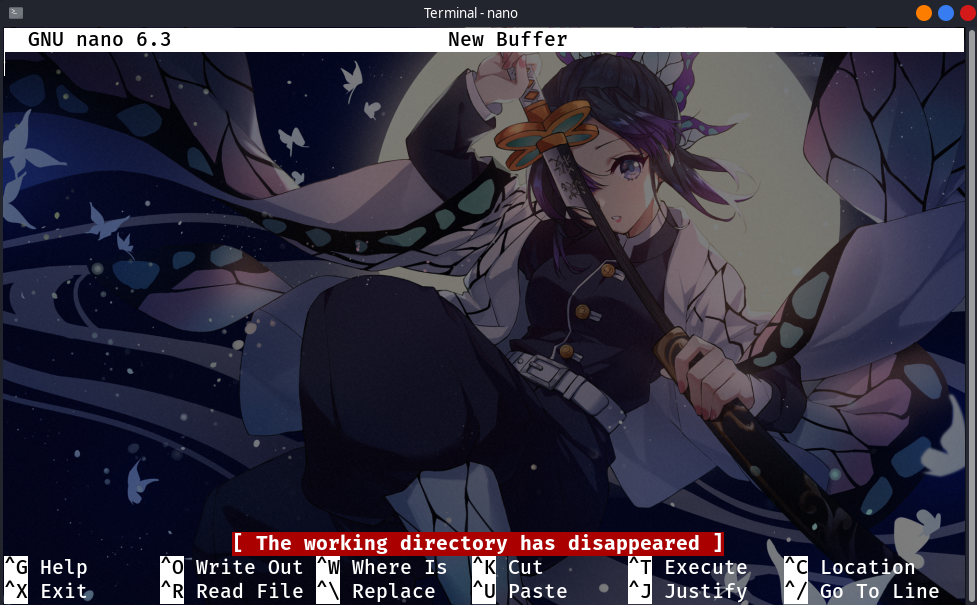 Terminal - nano
GNU nano 6.3 New Buffer
[ The working directory has disappeared ]
^G Help ^O Write Out ^W Where Is ^K Cut ^T Execute ^C Location
^X Exit ^R Read File ^\ Replace ^U Paste ^J Justify ^/ Go To Line